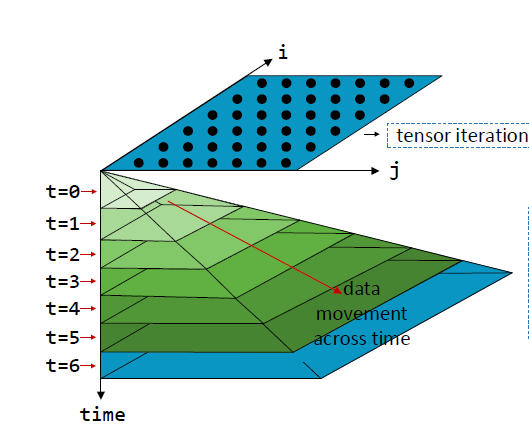 i
tensor iteration
j
t=0
t=1
t=2
t=3
t=4
t=5
t=6
data
movement
across time
time